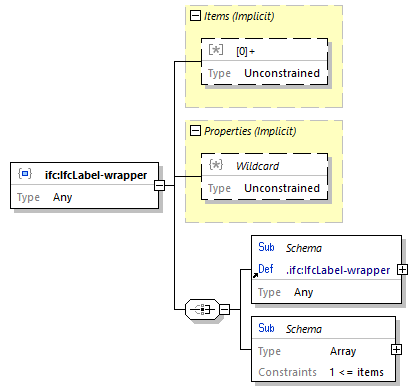 Items (Implicit)
[*] [0]+
Type Unconstrained
Properties (Implicit)
{*} Wildcard
Type Unconstrained
ifc:IfcLabel-wrapper
Type Any
Sub Schema
Def .ifc:IfcLabel-wrapper
Type Any
Sub Schema
Type Array
Constraints 1 <= items